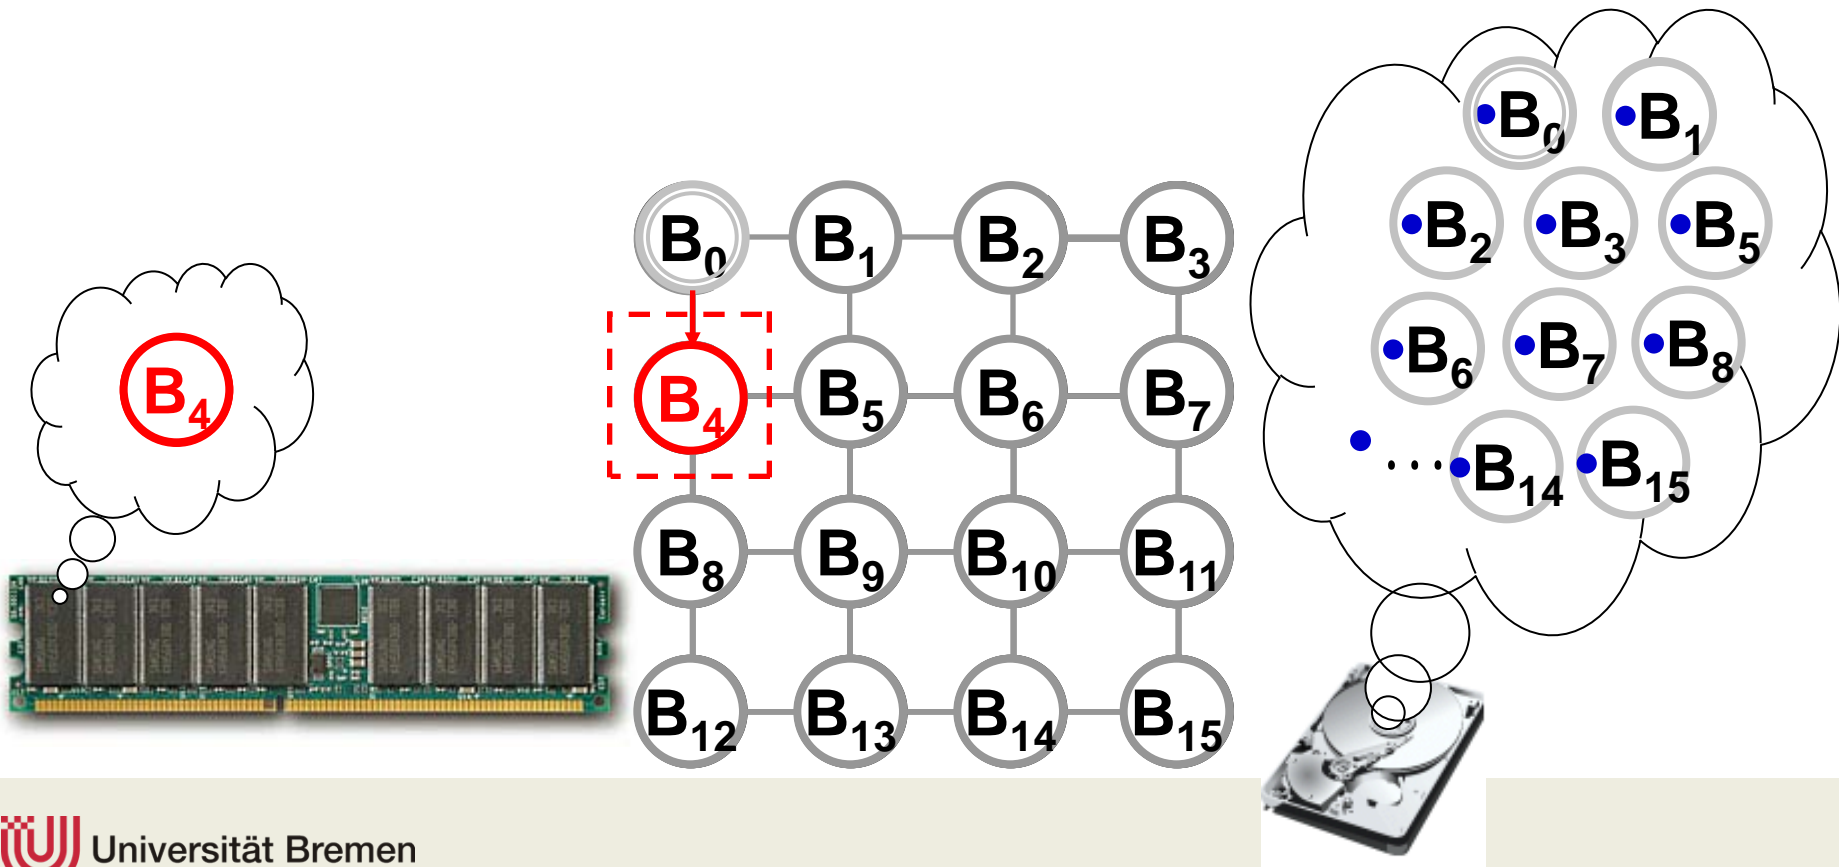 B0 B1
B2 B3 B5
B6 B7 B8
... B14 B15
B0 B1 B2 B3
B4 B5 B6 B7
B8 B9 B10 B11
B12 B13 B14 B15
B4
Universität Bremen